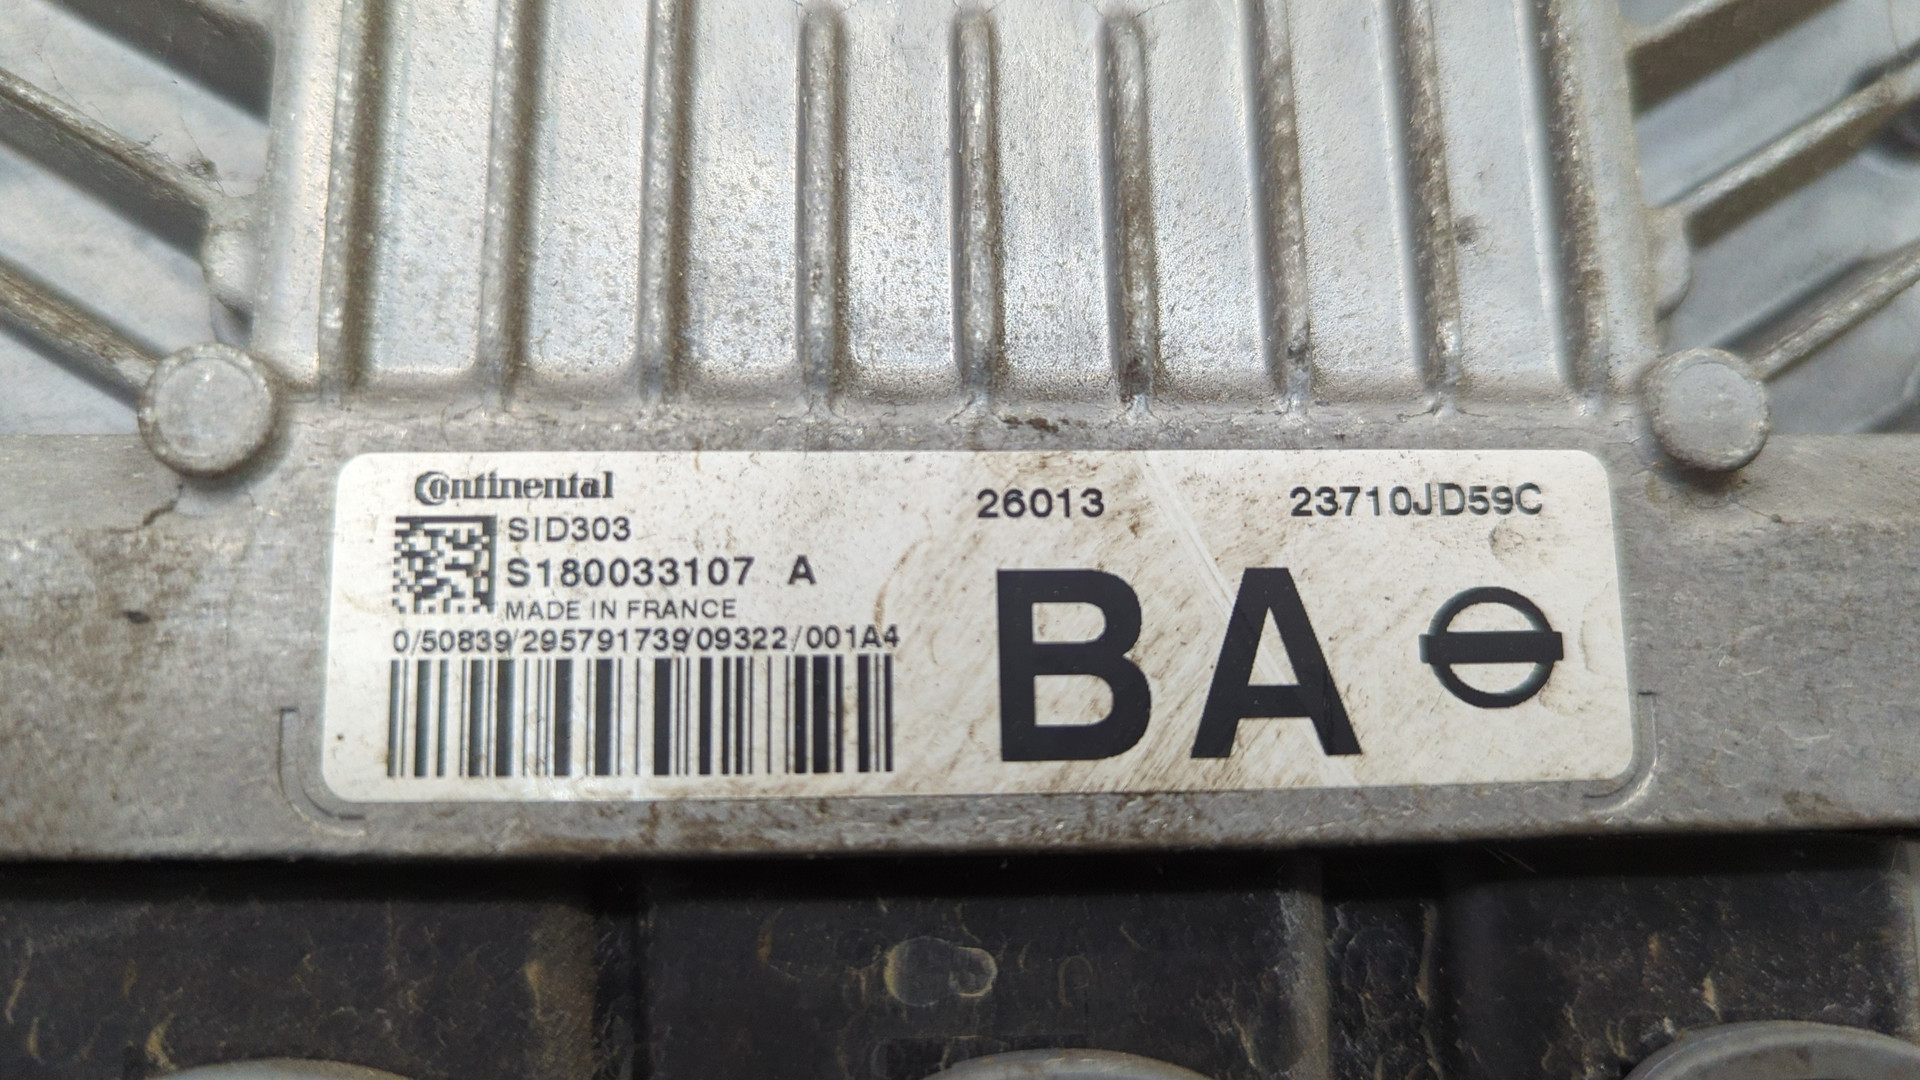 Continental
SID303
S180033107 A
MADE IN FRANCE
0/50839/295791739/09322/001A4
26013
23710JD59C
BA